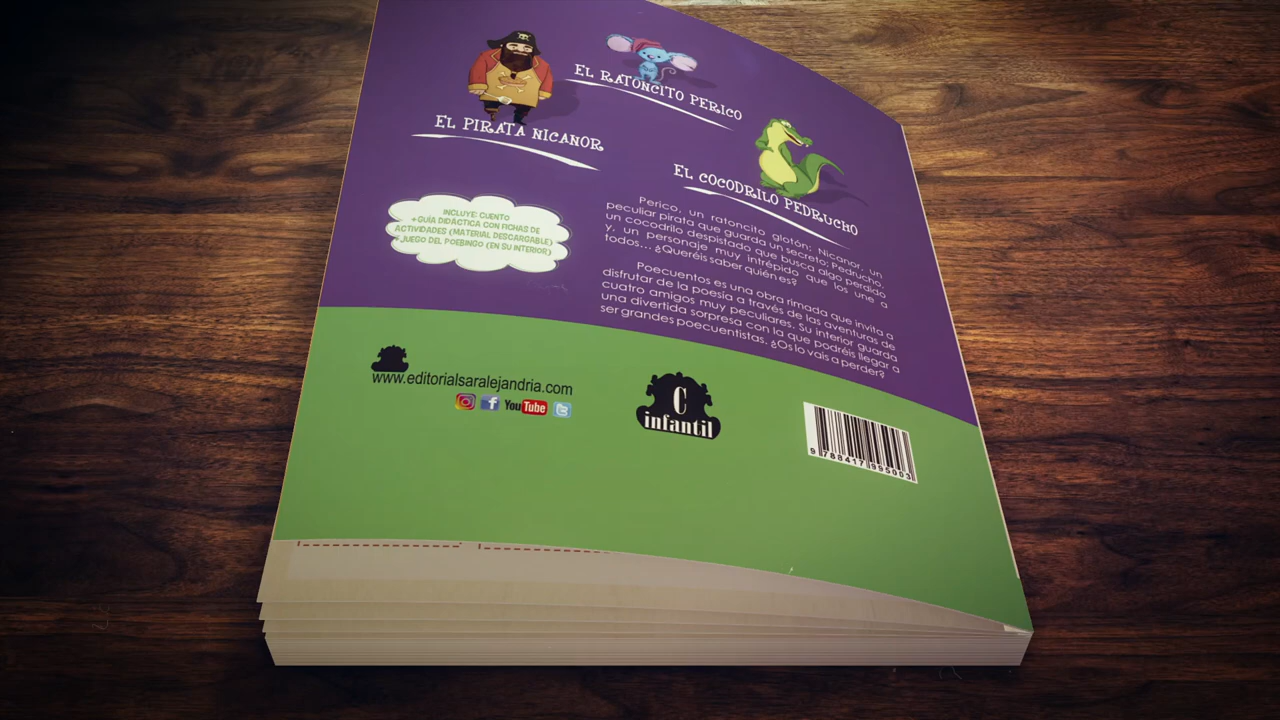 EL RATONCITO PERICO
EL PIRATA NICANOR
EL COCODRILO PEDRUCHO
INCLUYE: CUENTO
+GUÍA DIDÁCTICA CON FICHAS DE
ACTIVIDADES (MATERIAL DESCARGABLE)
JUEGO DEL POEBINGO (EN SU INTERIOR)
Perico, un ratoncito glotón; Nicanor, un
peculiar pirata que guarda un secreto; Pedrucho,
un cocodrilo despistado que busca algo perdido
y, un personaje muy intrépido que los une a
todos... ¿Queréis saber quién es?
Poecuentos es una obra rimada que invita a
disfrutar de la poesía a través de las aventuras de
cuatro amigos muy peculiares. Su interior guarda
una divertida sorpresa con la que podréis llegar a
ser grandes poecuentistas. ¿Os lo vais a perder?
www.editorialsaralejandria.com
YouTube
C
infantil
9 788417 995003